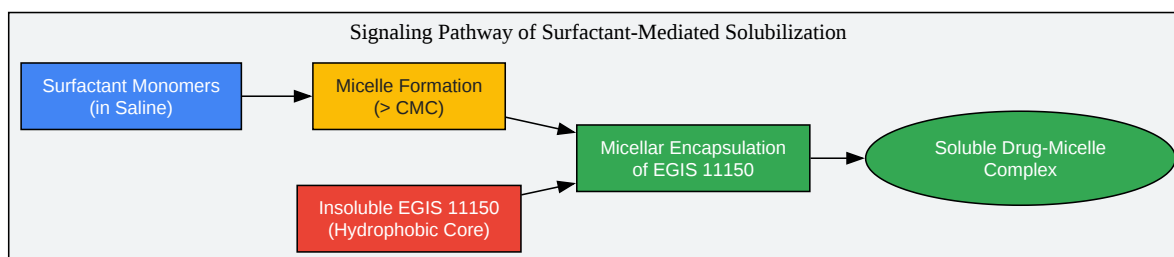 Signaling Pathway of Surfactant-Mediated Solubilization
Surfactant Monomers
(in Saline)
Micelle Formation
(> CMC)
Insoluble EGIS 11150
(Hydrophobic Core)
Micellar Encapsulation
of EGIS 11150
Soluble Drug-Micelle
Complex